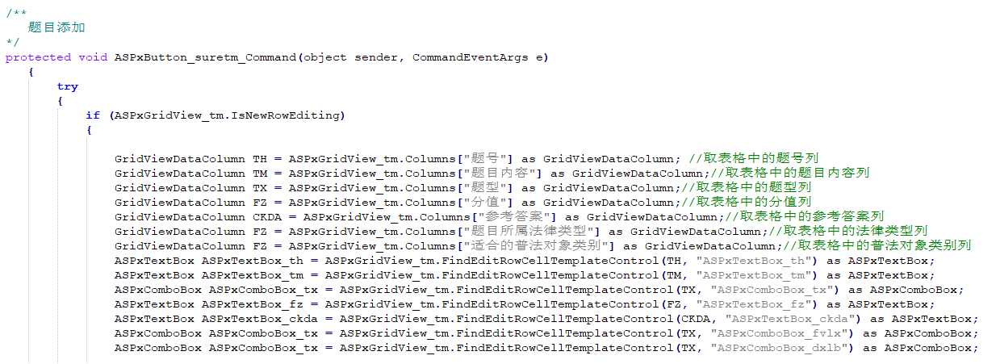 /**
题目添加
*/
protected void ASPxButton_suretm_Command(object sender, CommandEventArgs e)
{
try
{
if (ASPxGridView_tm.IsNewRowEditing)
{
GridViewDataColumn TH = ASPxGridView_tm.Columns["题号"] as GridViewDataColumn; //取表格中的题号列
GridViewDataColumn TM = ASPxGridView_tm.Columns["题目内容"] as GridViewDataColumn;//取表格中的题目内容列
GridViewDataColumn TX = ASPxGridView_tm.Columns["题型"] as GridViewDataColumn;//取表格中的题型列
GridViewDataColumn FZ = ASPxGridView_tm.Columns["分值"] as GridViewDataColumn;//取表格中的分值列
GridViewDataColumn CKDA = ASPxGridView_tm.Columns["参考答案"] as GridViewDataColumn;//取表格中的参考答案列
GridViewDataColumn FZ = ASPxGridView_tm.Columns["题目所属法律类型"] as GridViewDataColumn;//取表格中的法律类型列
GridViewDataColumn FZ = ASPxGridView_tm.Columns["适合的普法对象类别"] as GridViewDataColumn;//取表格中的普法对象类别列
ASPxTextBox ASPxTextBox_th = ASPxGridView_tm.FindEditRowCellTemplateControl(TH, "ASPxTextBox_th") as ASPxTextBox;
ASPxTextBox ASPxTextBox_tm = ASPxGridView_tm.FindEditRowCellTemplateControl(TM, "ASPxTextBox_tm") as ASPxTextBox;
ASPxComboBox ASPxComboBox_tx = ASPxGridView_tm.FindEditRowCellTemplateControl(TX, "ASPxComboBox_tx") as ASPxComboBox;
ASPxTextBox ASPxTextBox_fz = ASPxGridView_tm.FindEditRowCellTemplateControl(FZ, "ASPxTextBox_fz") as ASPxTextBox;
ASPxTextBox ASPxTextBox_ckda = ASPxGridView_tm.FindEditRowCellTemplateControl(CKDA, "ASPxTextBox_ckda") as ASPxTextBox;
ASPxComboBox ASPxComboBox_tx = ASPxGridView_tm.FindEditRowCellTemplateControl(TX, "ASPxComboBox_fvlx") as ASPxComboBox;
ASPxComboBox ASPxComboBox_tx = ASPxGridView_tm.FindEditRowCellTemplateControl(TX, "ASPxComboBox_dxlb") as ASPxComboBox;